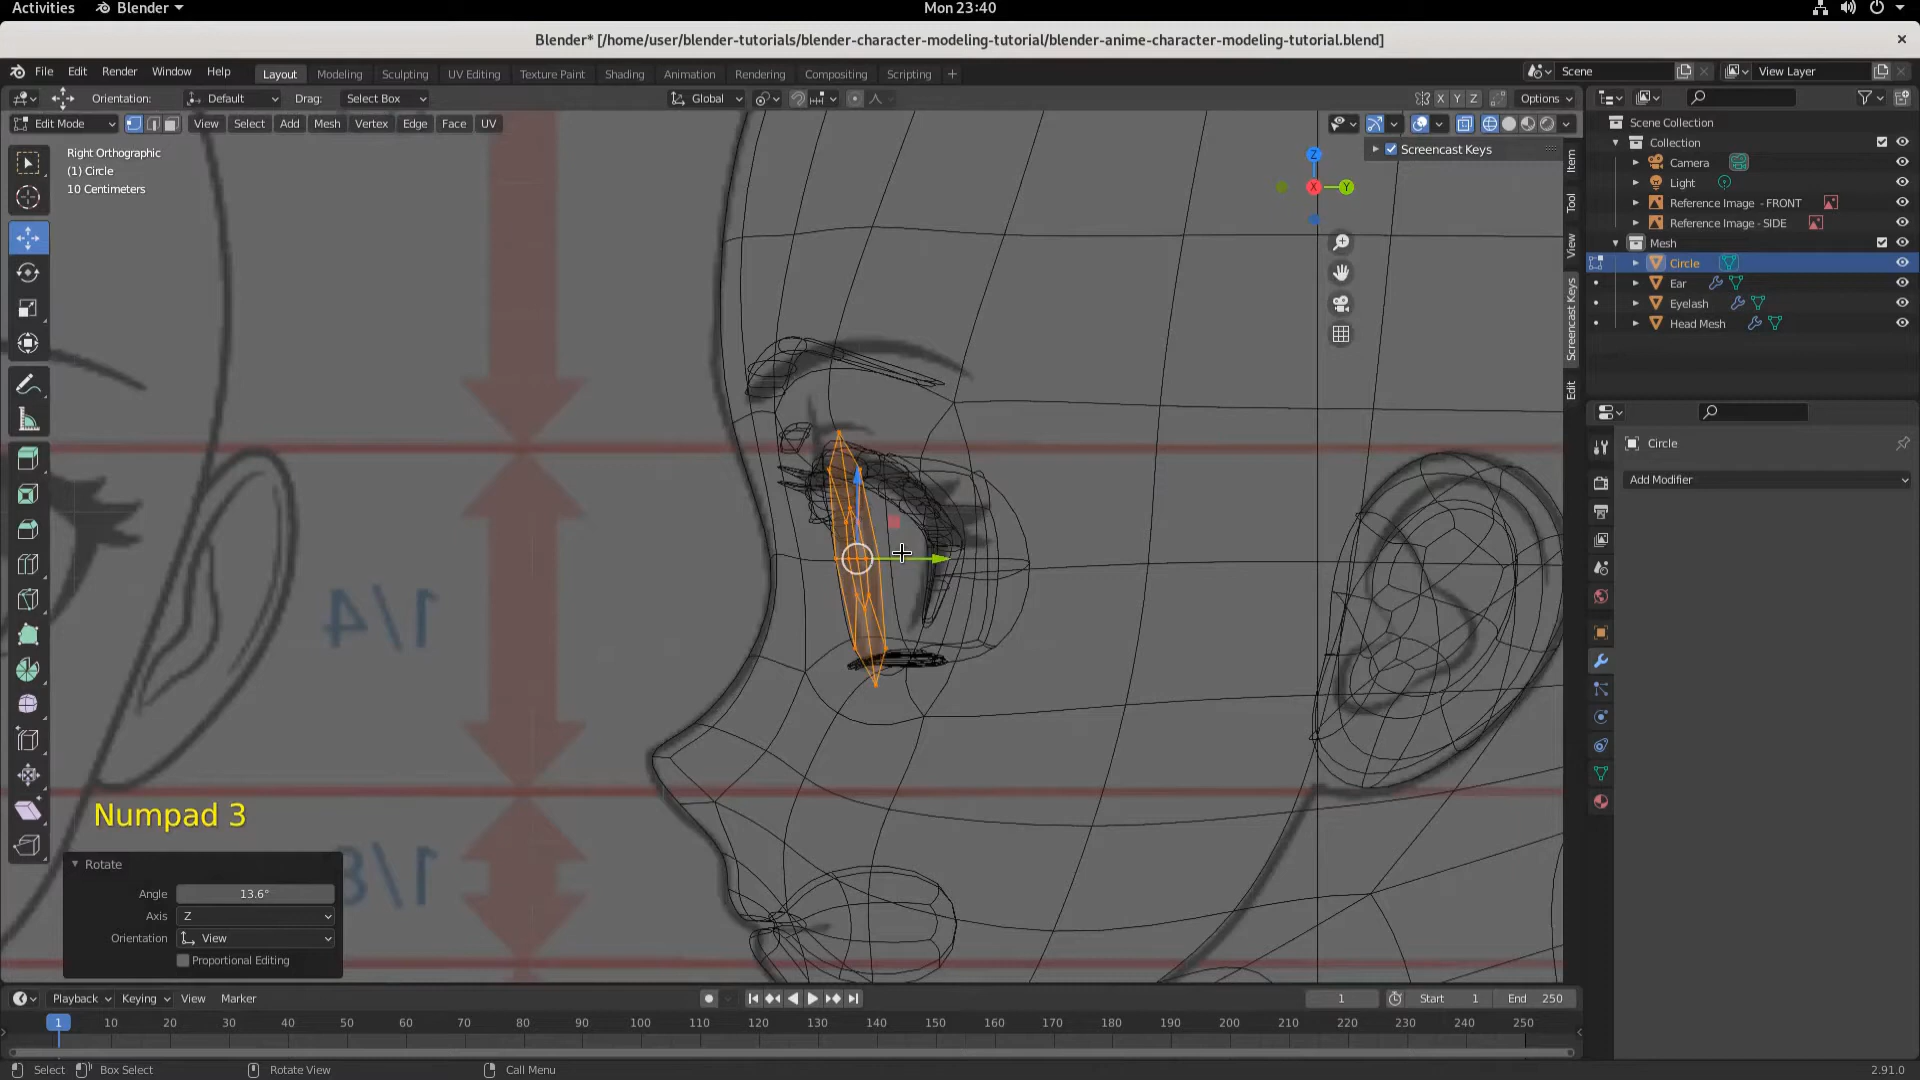 Activities Blender Mon 23:40
Blender* [/home/user/blender-tutorials/blender-character-modeling-tutorial/blender-anime-character-modeling-tutorial.blend]
File Edit Render Window Help Layout Modeling Sculpting UV Editing Texture Paint Shading Animation Rendering Compositing Scripting Scene View Layer
Orientation: Default Drag: Select Box Global X Y Z Options
Edit Mode View Select Add Mesh Vertex Edge Face UV
Right Orthographic
(1) Circle
10 Centimeters
Screencast Keys
Z
X
Y
Item
Tool
View
Screencast Keys
Edit
Scene Collection
Collection
Camera
Light
Reference Image - FRONT
Reference Image - SIDE
Mesh
Circle
Ear
Eyelash
Head Mesh
Circle
Add Modifier
1/4
1/8
Numpad 3
Rotate
Angle 13.6°
Axis Z
Orientation View
Proportional Editing
Playback Keying View Marker 1 Start 1 End 250
1 10 20 30 40 50 60 70 80 90 100 110 120 130 140 150 160 170 180 190 200 210 220 230 240 250
Select Box Select Rotate View Call Menu 2.91.0